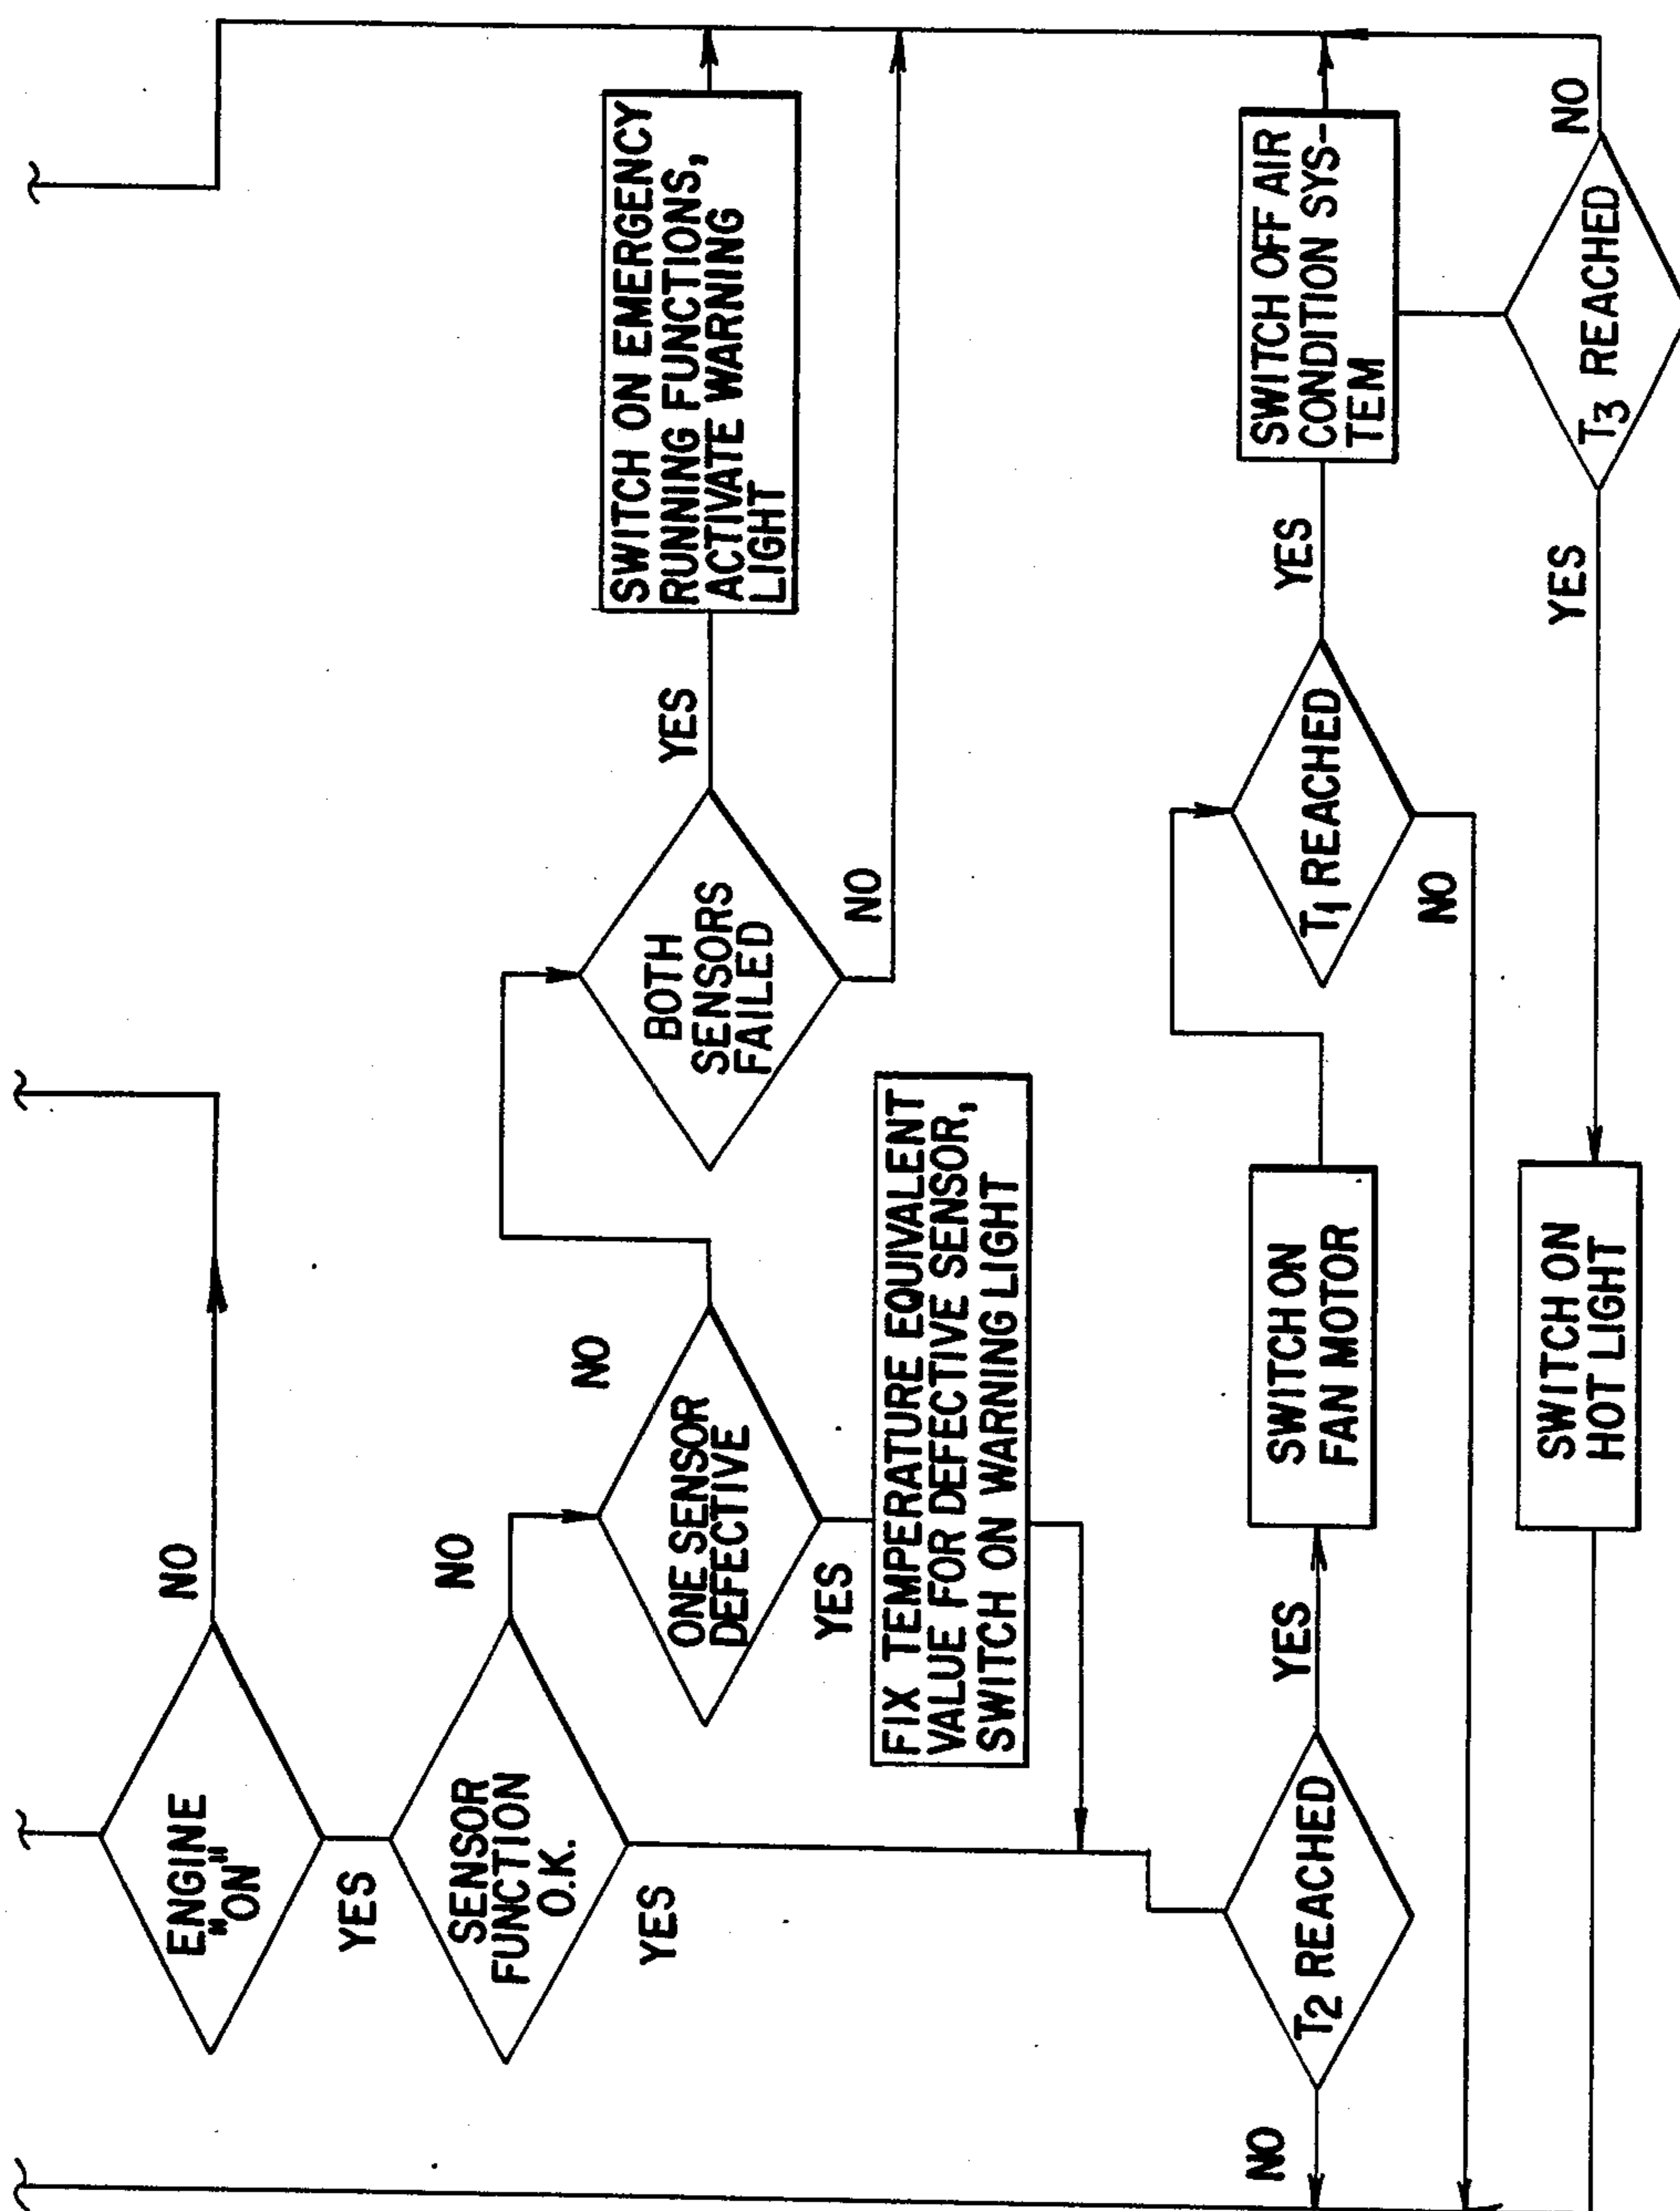 ENGINE
"ON"
NO
YES
SENSOR
FUNCTION
O.K.
NO
YES
ONE SENSOR
DEFECTIVE
NO
YES
BOTH
SENSORS
FAILED
YES
NO
SWITCH ON EMERGENCY
RUNNING FUNCTIONS,
ACTIVATE WARNING
LIGHT
FIX TEMPERATURE EQUIVALENT
VALUE FOR DEFECTIVE SENSOR,
SWITCH ON WARNING LIGHT
NO
T2 REACHED
YES
SWITCH ON
FAN MOTOR
T1 REACHED
NO
YES
SWITCH OFF AIR
CONDITION SYS-
TEM
SWITCH ON
HOT LIGHT
YES
T3 REACHED
NO